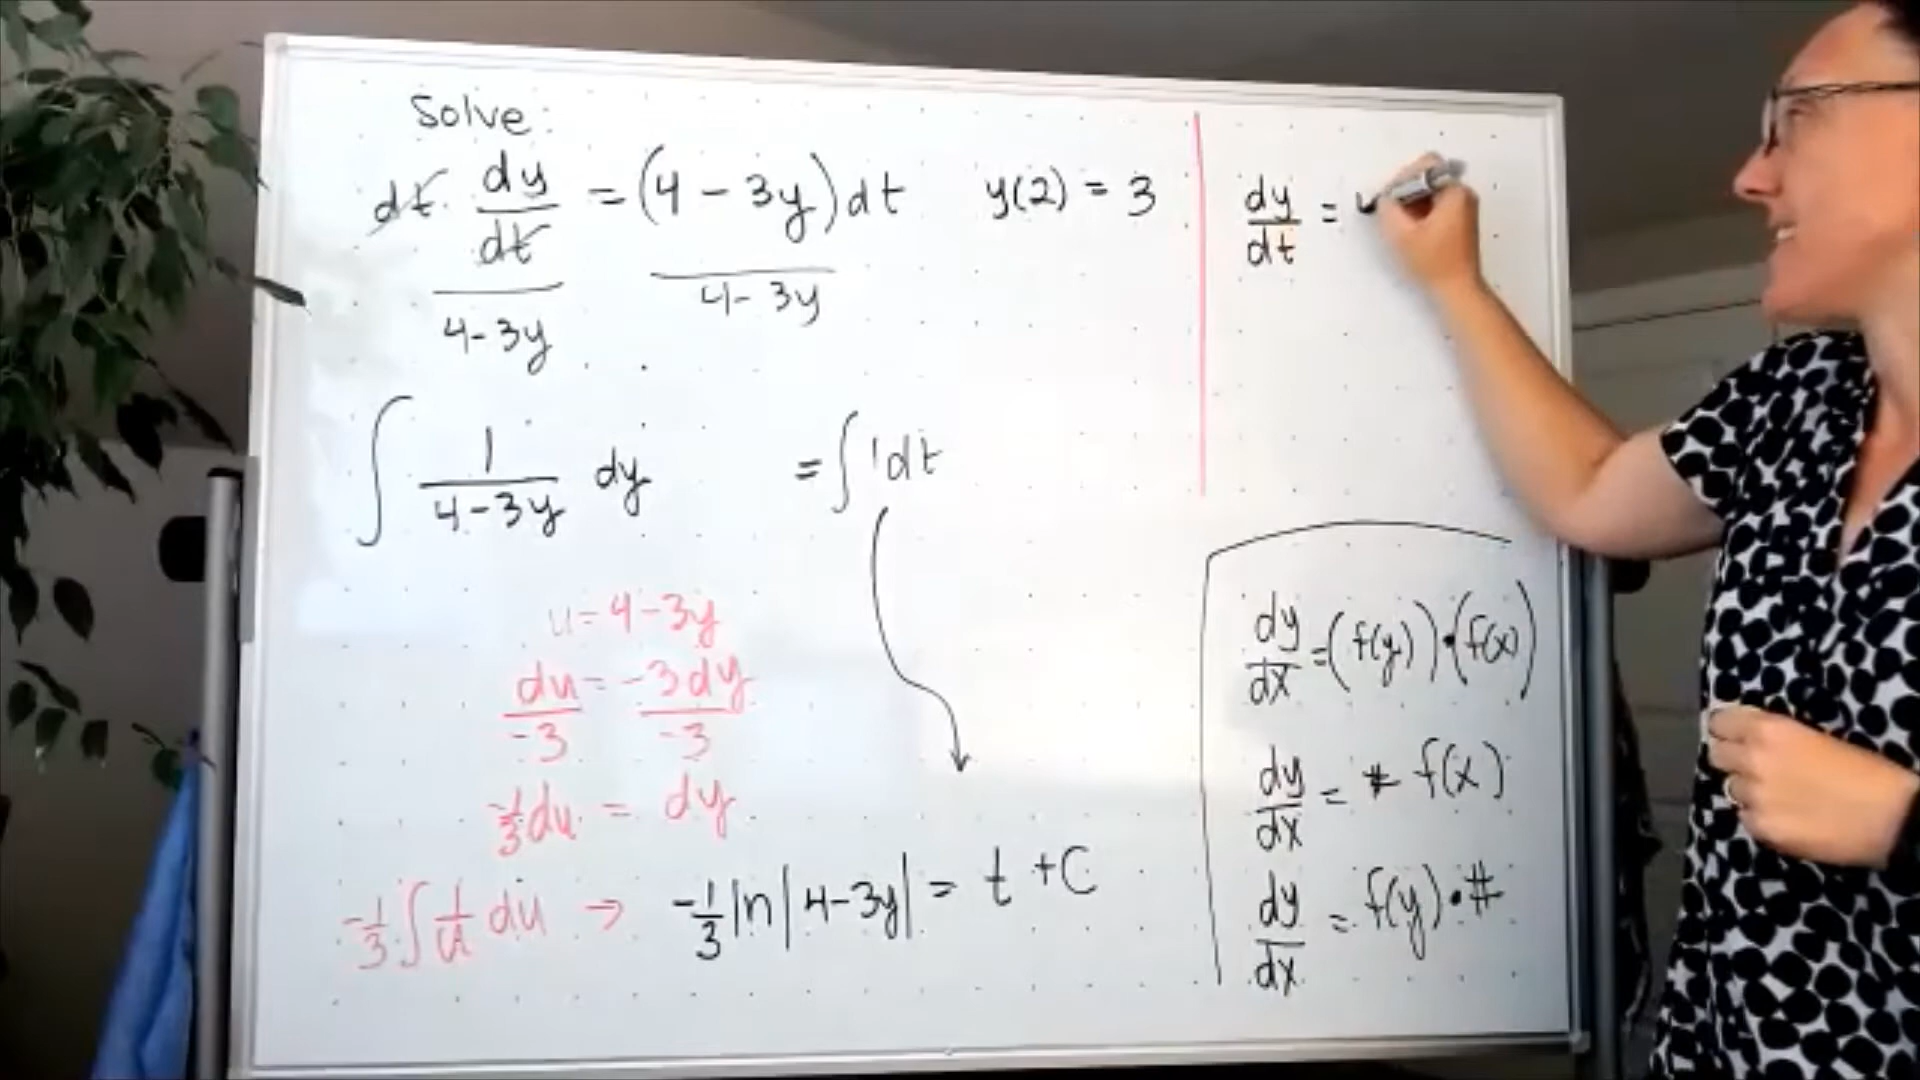 Solve:
dt · dy/dt = (4 - 3y) dt   y(2) = 3
4-3y   4-3y
∫ 1/(4-3y) dy = ∫ 1 dt
u = 4-3y
du = -3dy
-3   -3
-1/3 du = dy
-1/3 ∫ 1/u du → -1/3 ln|4-3y| = t + C
dy/dt =
dy/dx = (f(y)) · (f(x))
dy/dx = # f(x)
dy/dx = f(y) · #